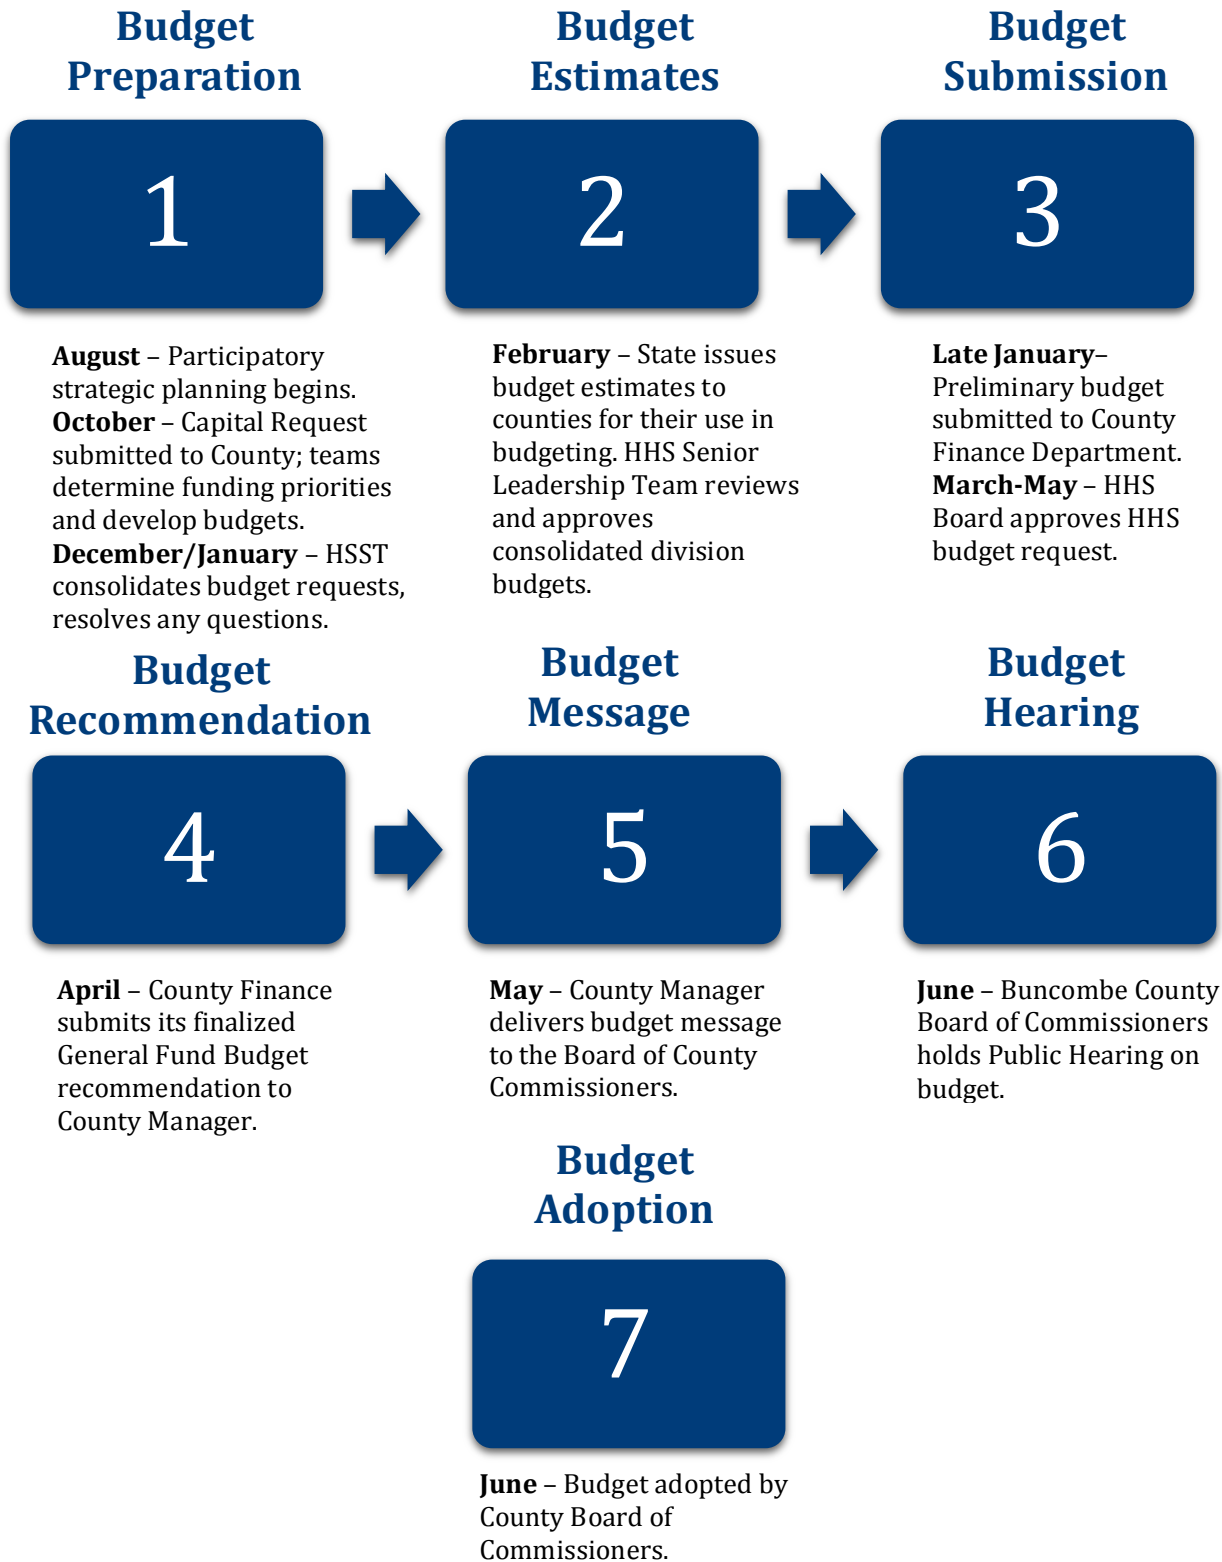 Budget
Preparation
1
August – Participatory
strategic planning begins.
October – Capital Request
submitted to County; teams
determine funding priorities
and develop budgets.
December/January – HSST
consolidates budget requests,
resolves any questions.
Budget
Estimates
2
February – State issues
budget estimates to
counties for their use in
budgeting. HHS Senior
Leadership Team reviews
and approves
consolidated division
budgets.
Budget
Submission
3
Late January–
Preliminary budget
submitted to County
Finance Department.
March-May – HHS
Board approves HHS
budget request.
Budget
Recommendation
4
April – County Finance
submits its finalized
General Fund Budget
recommendation to
County Manager.
Budget
Message
5
May – County Manager
delivers budget message
to the Board of County
Commissioners.
Budget
Hearing
6
June – Buncombe County
Board of Commissioners
holds Public Hearing on
budget.
Budget
Adoption
7
June – Budget adopted by
County Board of
Commissioners.